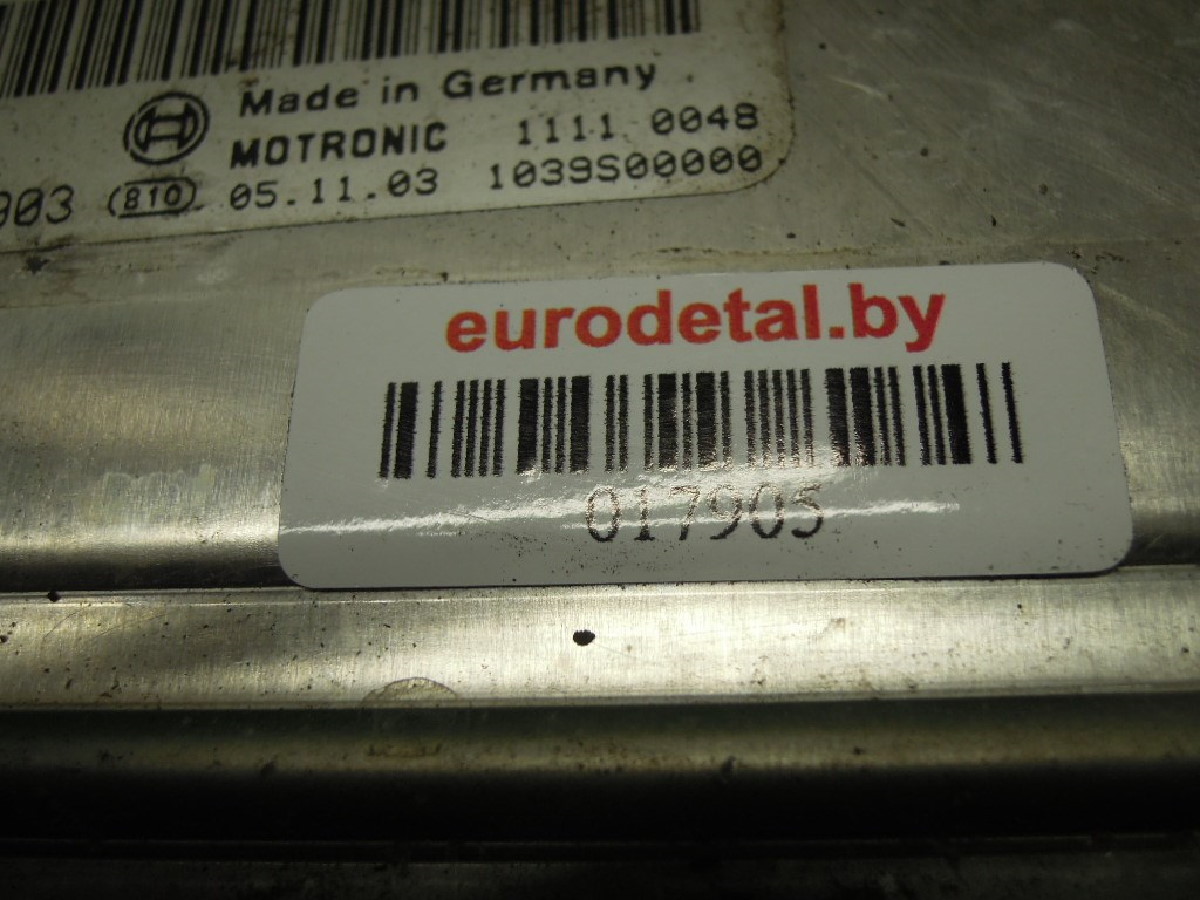 Made in Germany
MOTRONIC 1111 0048
903 810 05.11.03 1039S00000
eurodetal.by
017905